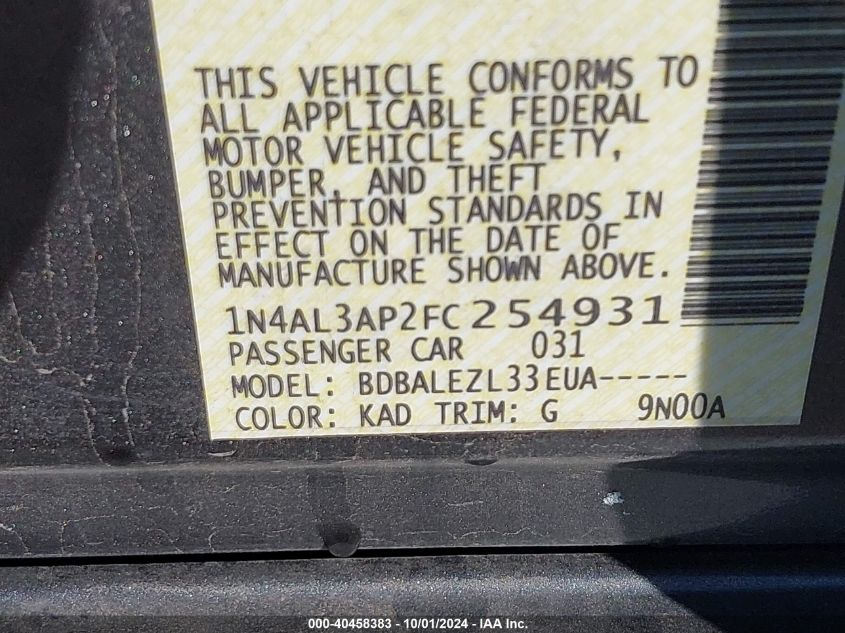 THIS VEHICLE CONFORMS TO
ALL APPLICABLE FEDERAL
MOTOR VEHICLE SAFETY,
BUMPER, AND THEFT
PREVENTION STANDARDS IN
EFFECT ON THE DATE OF
MANUFACTURE SHOWN ABOVE.
1N4AL3AP2FC254931
PASSENGER CAR 031
MODEL: BDBALEZL33EUA-----
COLOR: KAD TRIM: G 9N00A
000-40458383 - 10/01/2024 - IAA Inc.